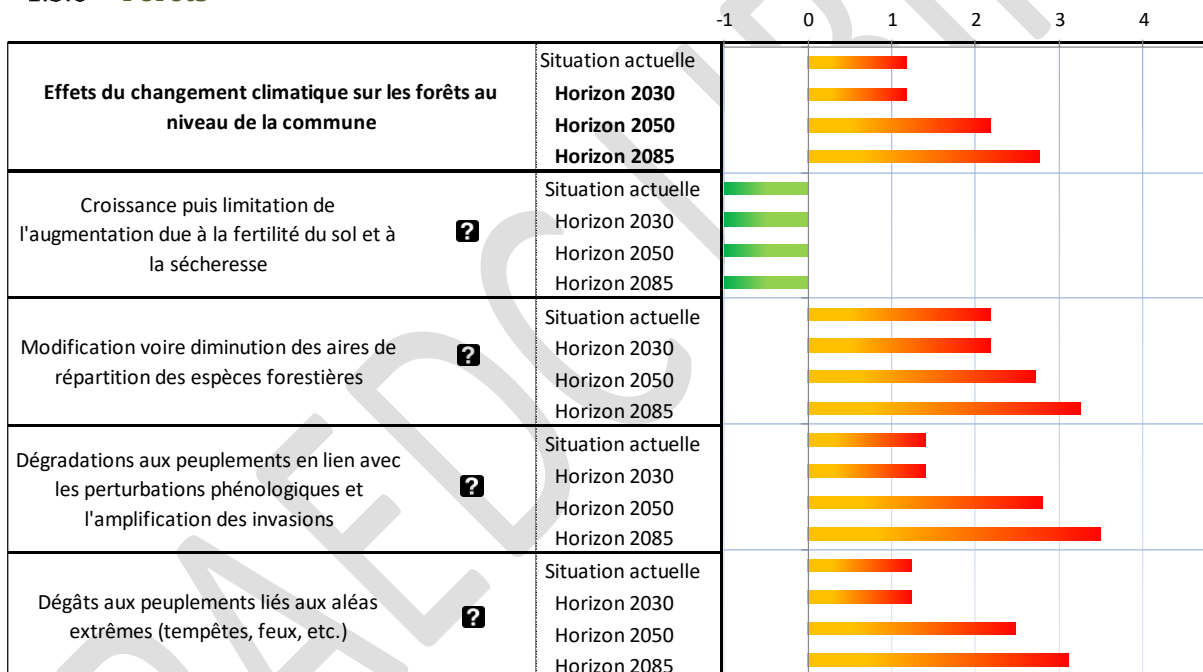 -1 0 1 2 3 4
Effets du changement climatique sur les forêts au
niveau de la commune
Situation actuelle
Horizon 2030
Horizon 2050
Horizon 2085
Croissance puis limitation de
l'augmentation due à la fertilité du sol et à
la sécheresse
?
Situation actuelle
Horizon 2030
Horizon 2050
Horizon 2085
Modification voire diminution des aires de
répartition des espèces forestières
?
Situation actuelle
Horizon 2030
Horizon 2050
Horizon 2085
Dégradations aux peuplements en lien avec
les perturbations phénologiques et
l'amplification des invasions
?
Situation actuelle
Horizon 2030
Horizon 2050
Horizon 2085
Dégâts aux peuplements liés aux aléas
extrêmes (tempêtes, feux, etc.)
?
Situation actuelle
Horizon 2030
Horizon 2050
Horizon 2085
PAEDC